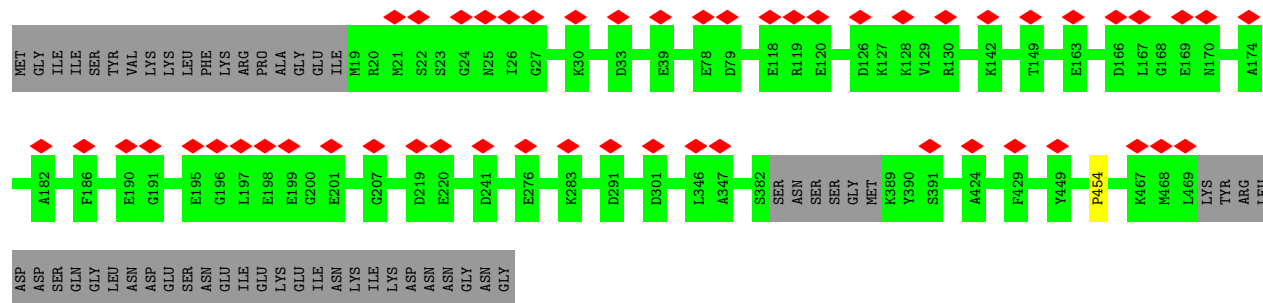 MET GLY ILE ILE SER TYR VAL LYS LYS LEU PHE LYS ARG PRO ALA GLY GLU ILE M19 R20 M21 S22 S23 G24 N25 I26 G27 K30 D33 E39 E78 D79 E118 R119 E120 D126 K127 K128 V129 R130 K142 T149 E163 D166 L167 G168 E169 N170 A174
A182 F186 E190 G191 E195 G196 L197 E198 E199 G200 E201 G207 D219 E220 D241 E276 K283 D291 D301 L346 A347 S382 SER ASN SER SER GLY MET K389 Y390 S391 A424 F429 Y449 P454 K467 M468 L469 LYS TYR ARG LEU
ASP ASP SER GLN GLY LEU ASN ASP GLU SER ASN GLU ILE GLU LYS GLU ILE ASN LYS ILE LYS ASP ASN ASN GLY ASN GLY